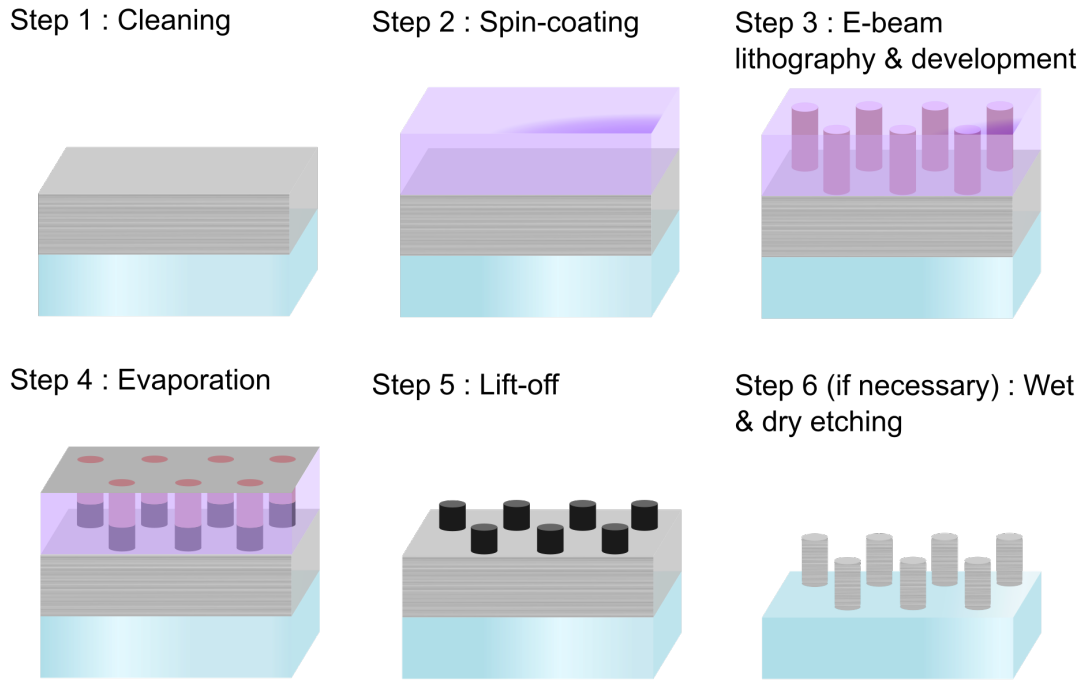 Step 1 : Cleaning
Step 2 : Spin-coating
Step 3 : E-beam
lithography & development
Step 4 : Evaporation
Step 5 : Lift-off
Step 6 (if necessary) : Wet
& dry etching